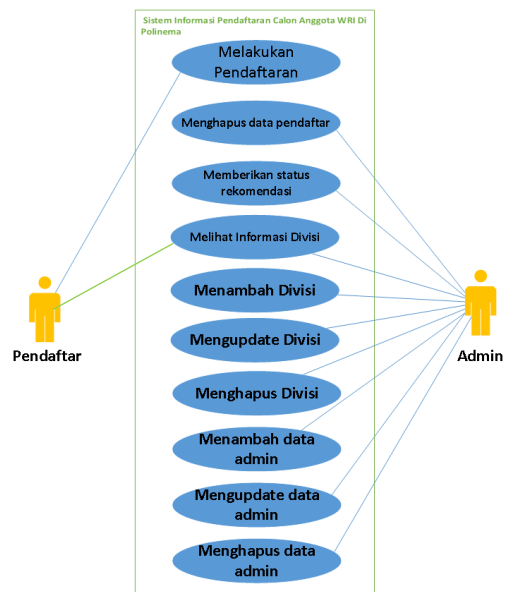 Sistem Informasi Pendaftaran Calon Anggota WRI Di
Polinema
Melakukan
Pendaftaran
Menghapus data pendaftar
Memberikan status
rekomendasi
Melihat Informasi Divisi
Menambah Divisi
Mengupdate Divisi
Pendaftar
Admin
Menghapus Divisi
Menambah data
admin
Mengupdate data
admin
Menghapus data
admin